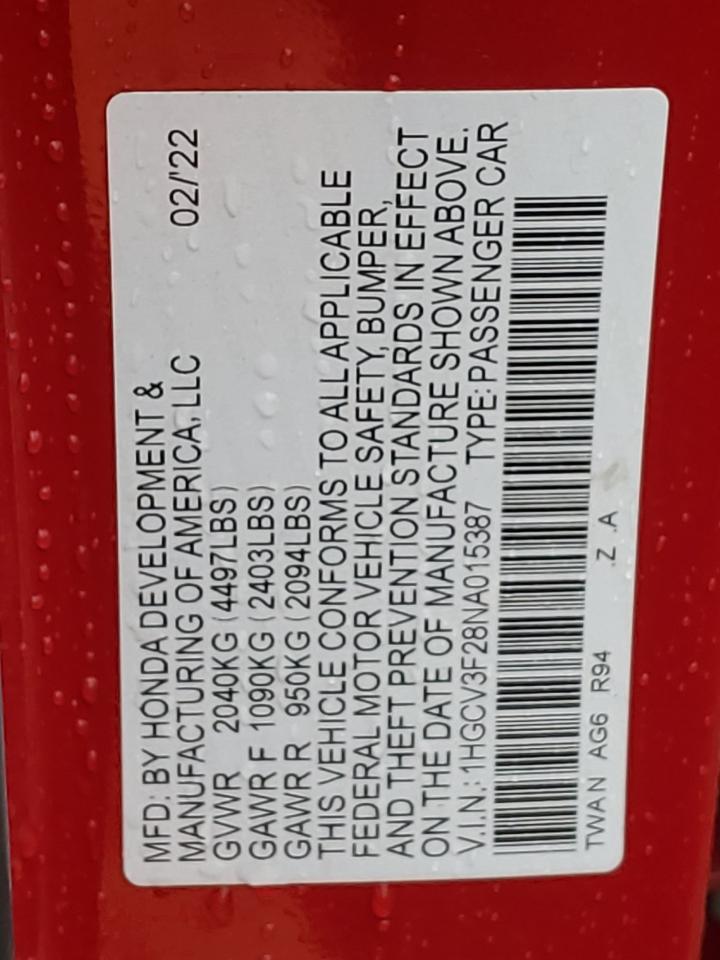 MFD. BY HONDA DEVELOPMENT &
MANUFACTURING OF AMERICA, LLC 02/'22
GVWR 2040KG (4497LBS)
GAWR F 1090KG (2403LBS)
GAWR R 950KG (2094LBS)
THIS VEHICLE CONFORMS TO ALL APPLICABLE
FEDERAL MOTOR VEHICLE SAFETY, BUMPER,
AND THEFT PREVENTION STANDARDS IN EFFECT
ON THE DATE OF MANUFACTURE SHOWN ABOVE.
V.I.N.: 1HGCV3F28NA015387 TYPE: PASSENGER CAR
TWAN AG6 R94 .Z .A